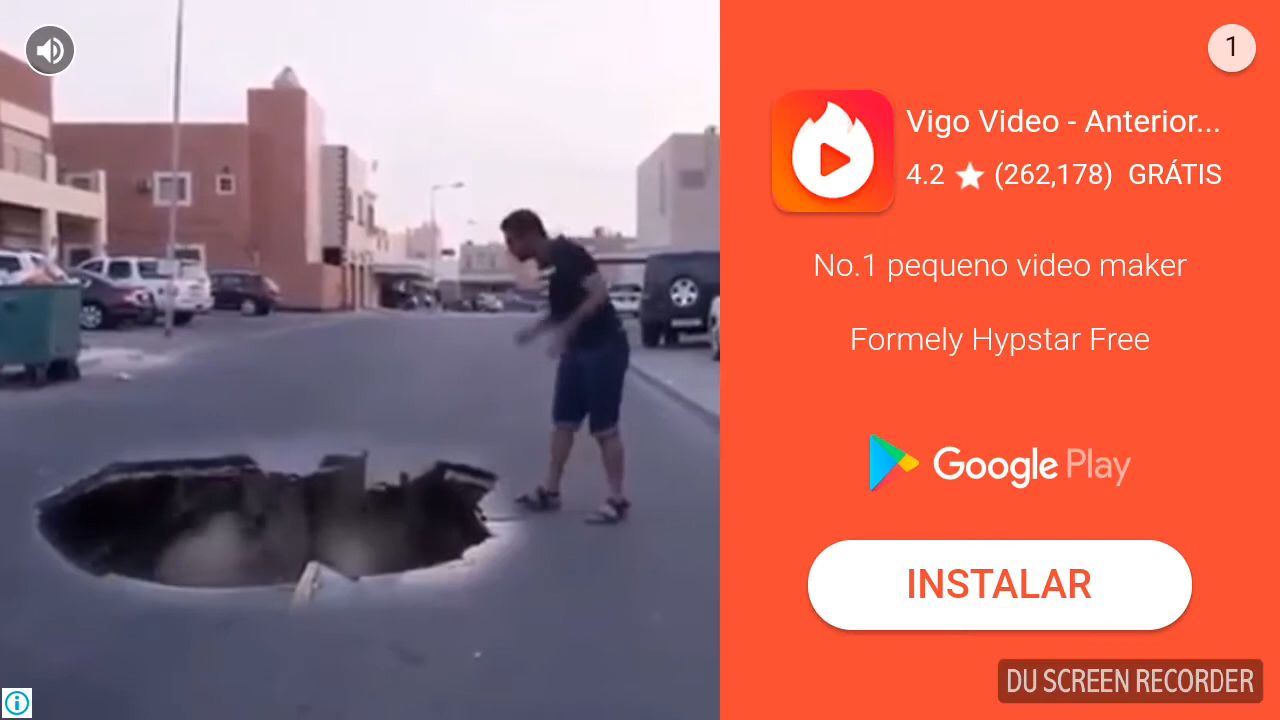 1
Vigo Video - Anterior...
4.2 ★ (262,178) GRÁTIS
No.1 pequeno video maker
Formely Hypstar Free
Google Play
INSTALAR
DU SCREEN RECORDER